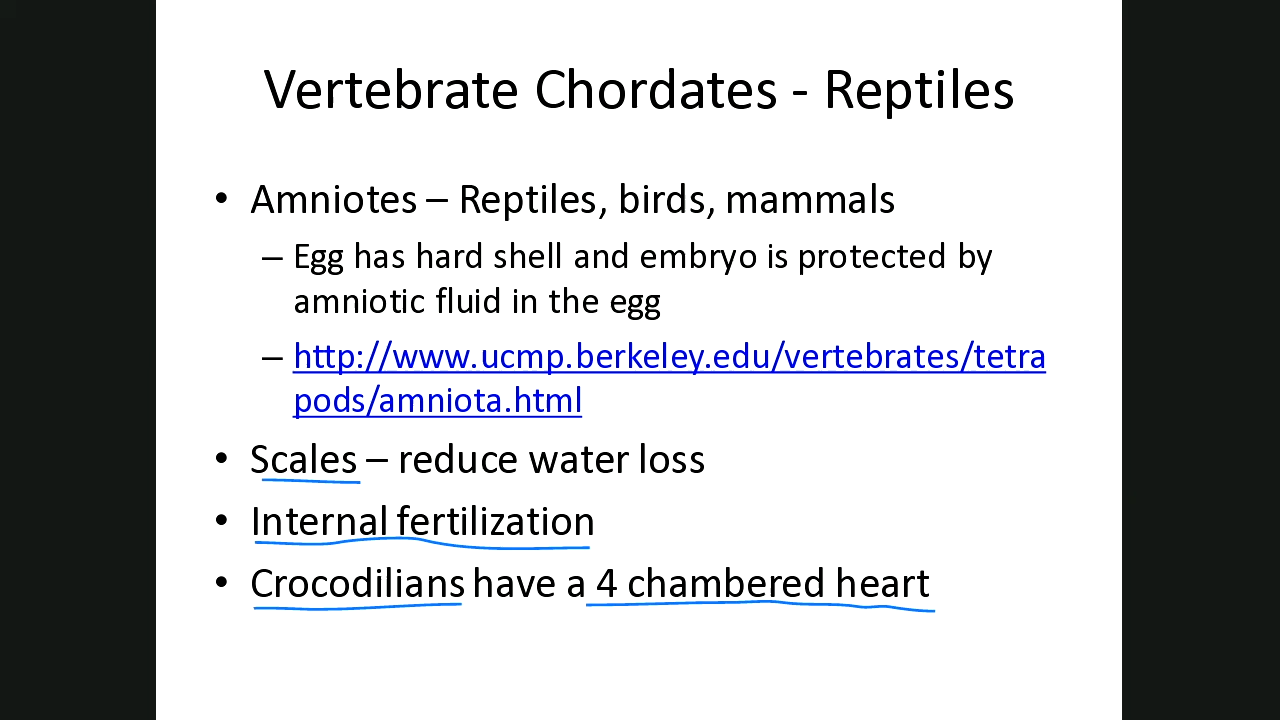 Vertebrate Chordates - Reptiles
• Amniotes – Reptiles, birds, mammals
– Egg has hard shell and embryo is protected by
amniotic fluid in the egg
– http://www.ucmp.berkeley.edu/vertebrates/tetra
pods/amniota.html
• Scales – reduce water loss
• Internal fertilization
• Crocodilians have a 4 chambered heart